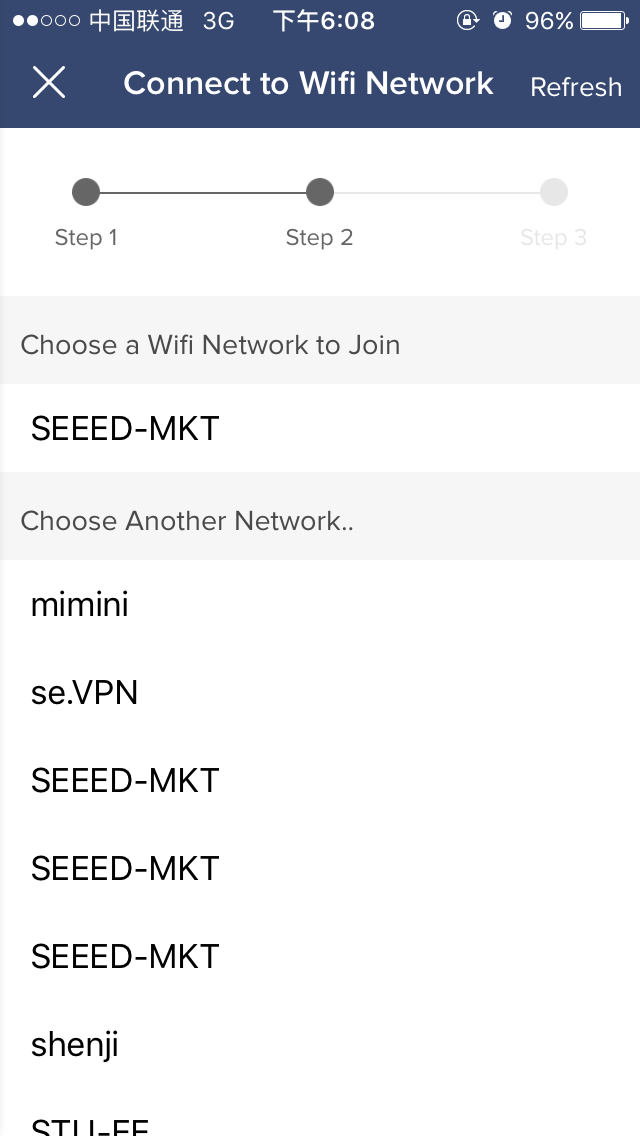 中国联通 3G 下午6:08 96%
Connect to Wifi Network Refresh
Step 1 Step 2 Step 3
Choose a Wifi Network to Join
SEEED-MKT
Choose Another Network..
mimini
se.VPN
SEEED-MKT
SEEED-MKT
SEEED-MKT
shenji